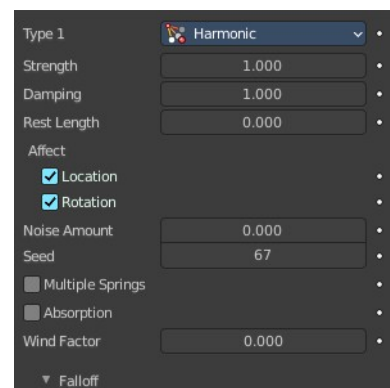 Type 1 Harmonic
Strength 1.000
Damping 1.000
Rest Length 0.000
Affect
Location
Rotation
Noise Amount 0.000
Seed 67
Multiple Springs
Absorption
Wind Factor 0.000
Falloff